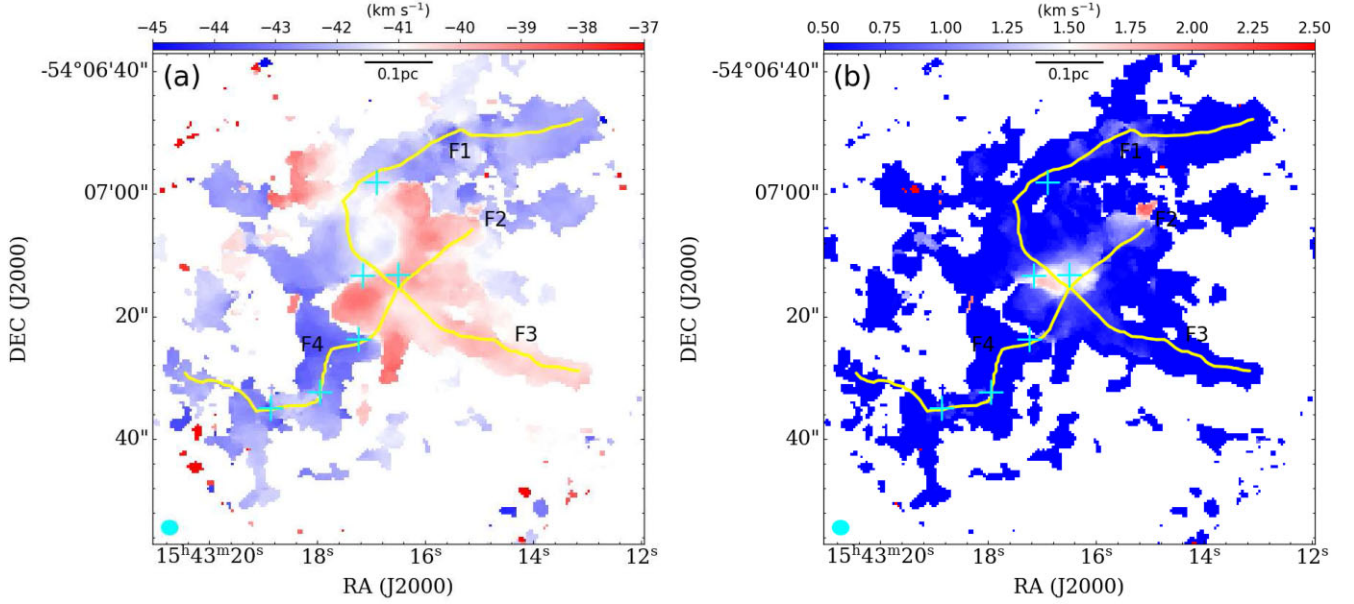 (km s⁻¹)
−45 −44 −43 −42 −41 −40 −39 −38 −37
(a)
0.1pc
F1
F2
F3
F4
-54°06'40"
07'00"
20"
40"
DEC (J2000)
15ʰ43ᵐ20ˢ 18ˢ 16ˢ 14ˢ 12ˢ
RA (J2000)
(km s⁻¹)
0.50 0.75 1.00 1.25 1.50 1.75 2.00 2.25 2.50
(b)
0.1pc
F1
F2
F3
F4
-54°06'40"
07'00"
20"
40"
DEC (J2000)
15ʰ43ᵐ20ˢ 18ˢ 16ˢ 14ˢ 12ˢ
RA (J2000)